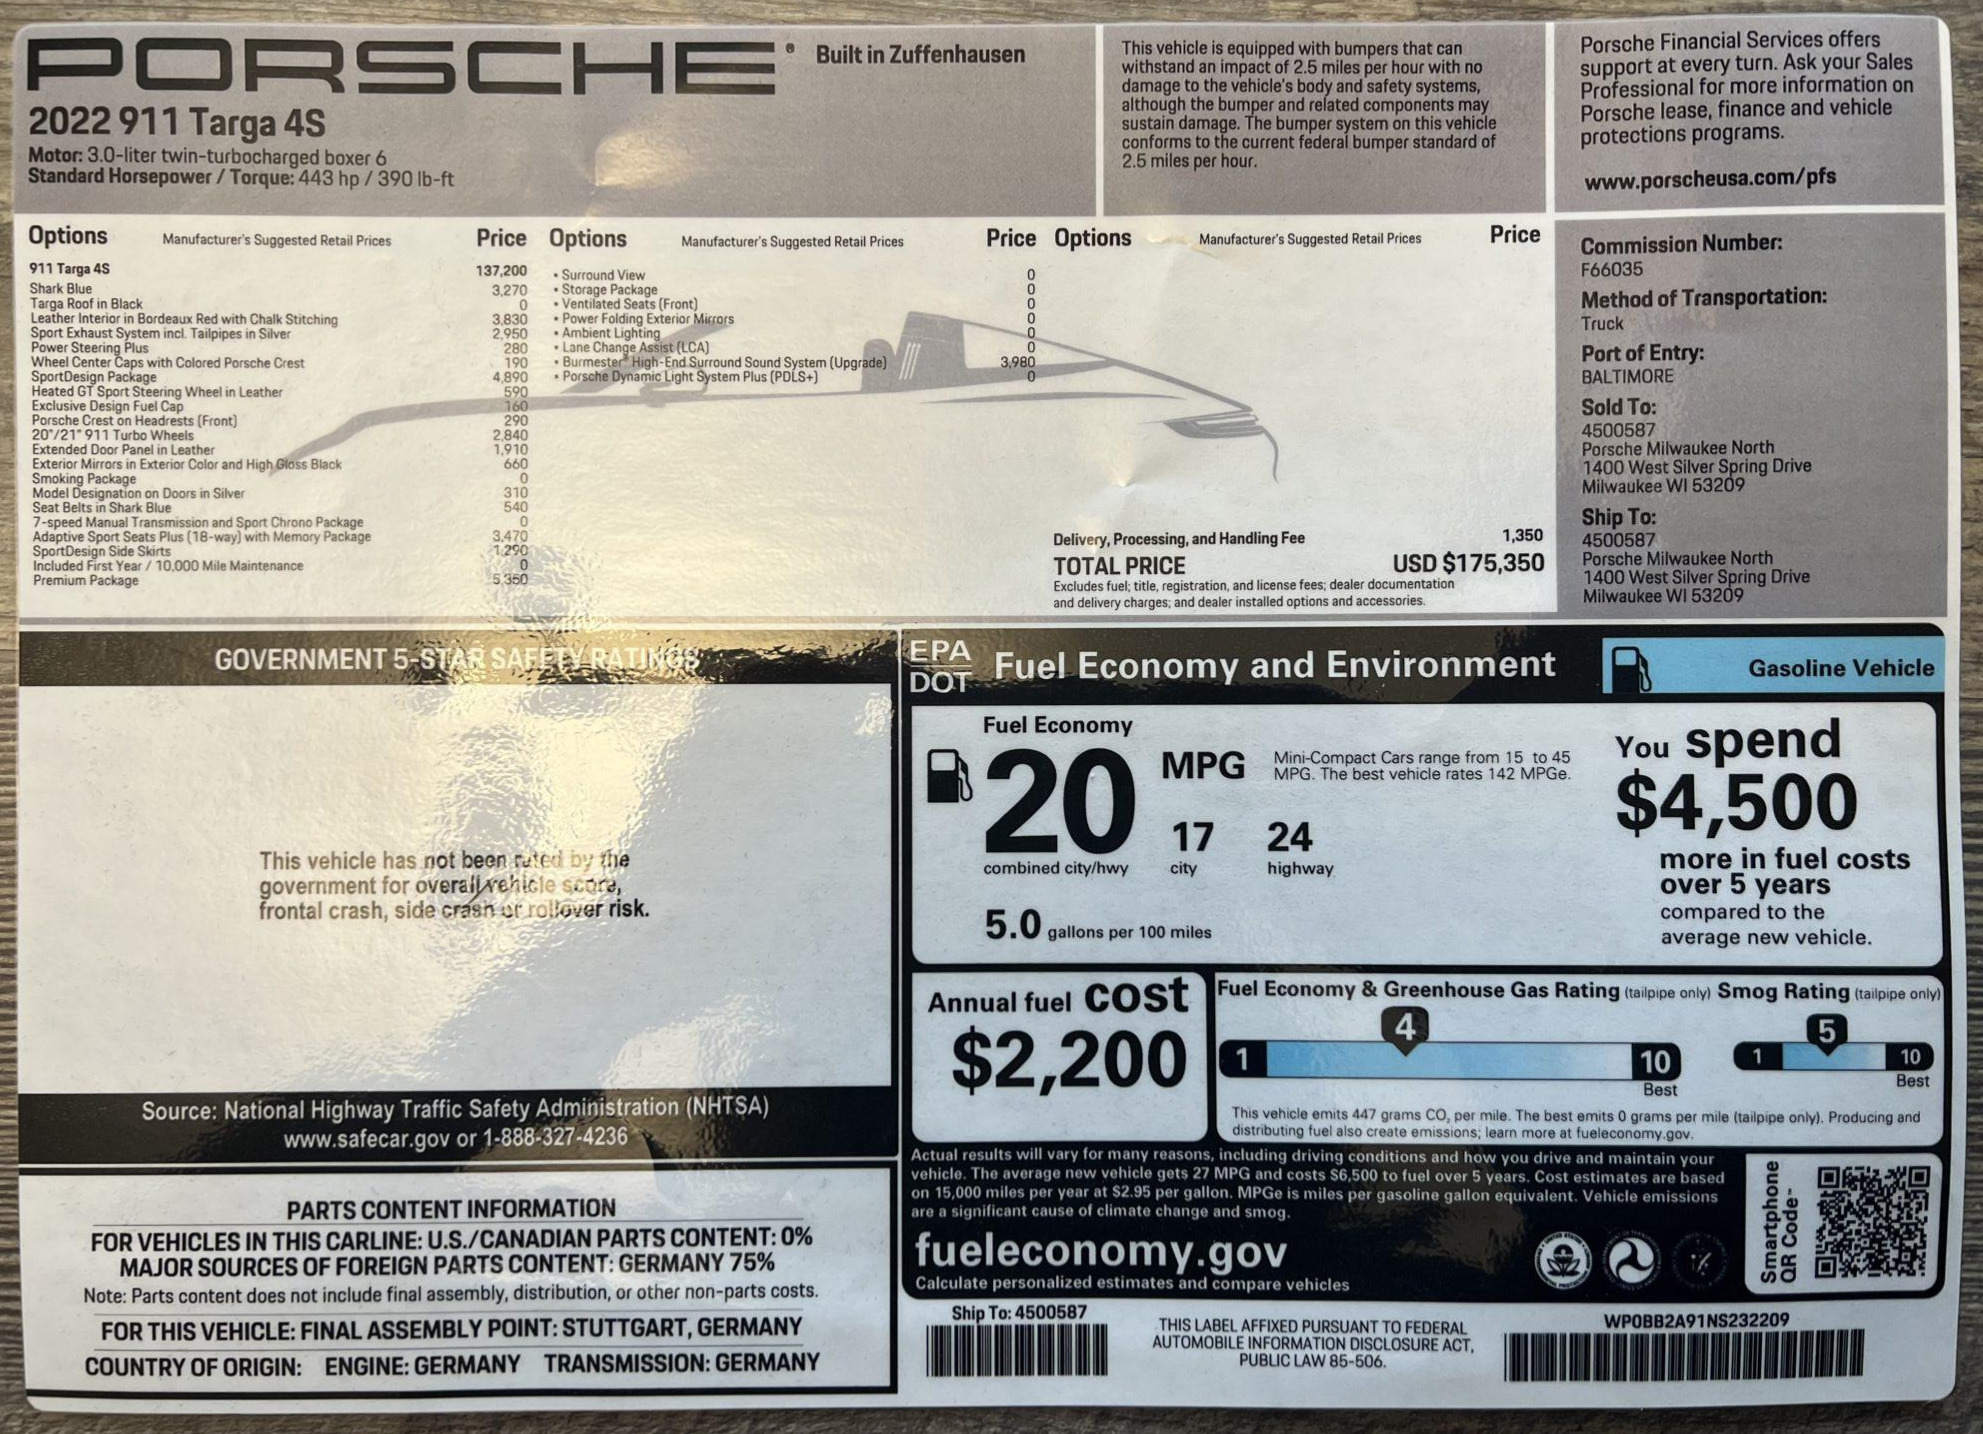 PORSCHE® Built in Zuffenhausen
2022 911 Targa 4S
Motor: 3.0-liter twin-turbocharged boxer 6
Standard Horsepower / Torque: 443 hp / 390 lb-ft
This vehicle is equipped with bumpers that can
withstand an impact of 2.5 miles per hour with no
damage to the vehicle's body and safety systems,
although the bumper and related components may
sustain damage. The bumper system on this vehicle
conforms to the current federal bumper standard of
2.5 miles per hour.
Porsche Financial Services offers
support at every turn. Ask your Sales
Professional for more information on
Porsche lease, finance and vehicle
protections programs.
www.porscheusa.com/pfs
Options Manufacturer's Suggested Retail Prices Price
911 Targa 4S 137,200
Shark Blue 3,270
Targa Roof in Black 0
Leather Interior in Bordeaux Red with Chalk Stitching 3,830
Sport Exhaust System incl. Tailpipes in Silver 2,950
Power Steering Plus 280
Wheel Center Caps with Colored Porsche Crest 190
SportDesign Package 4,890
Heated GT Sport Steering Wheel in Leather 590
Exclusive Design Fuel Cap 160
Porsche Crest on Headrests (Front) 290
20"/21" 911 Turbo Wheels 2,840
Extended Door Panel in Leather 1,910
Exterior Mirrors in Exterior Color and High Gloss Black 660
Smoking Package 0
Model Designation on Doors in Silver 310
Seat Belts in Shark Blue 540
7-speed Manual Transmission and Sport Chrono Package 0
Adaptive Sport Seats Plus (18-way) with Memory Package 3,470
SportDesign Side Skirts 1,290
Included First Year / 10,000 Mile Maintenance 0
Premium Package 5,350
Options Manufacturer's Suggested Retail Prices Price
• Surround View 0
• Storage Package 0
• Ventilated Seats (Front) 0
• Power Folding Exterior Mirrors 0
• Ambient Lighting 0
• Lane Change Assist (LCA) 0
• Burmester® High-End Surround Sound System (Upgrade) 3,980
• Porsche Dynamic Light System Plus (PDLS+) 0
Options Manufacturer's Suggested Retail Prices Price
Delivery, Processing, and Handling Fee 1,350
TOTAL PRICE USD $175,350
Excludes fuel; title, registration, and license fees; dealer documentation
and delivery charges; and dealer installed options and accessories.
Commission Number:
F66035
Method of Transportation:
Truck
Port of Entry:
BALTIMORE
Sold To:
4500587
Porsche Milwaukee North
1400 West Silver Spring Drive
Milwaukee WI 53209
Ship To:
4500587
Porsche Milwaukee North
1400 West Silver Spring Drive
Milwaukee WI 53209
GOVERNMENT 5-STAR SAFETY RATINGS
This vehicle has not been rated by the
government for overall vehicle score,
frontal crash, side crash or rollover risk.
Source: National Highway Traffic Safety Administration (NHTSA)
www.safecar.gov or 1-888-327-4236
PARTS CONTENT INFORMATION
FOR VEHICLES IN THIS CARLINE: U.S./CANADIAN PARTS CONTENT: 0%
MAJOR SOURCES OF FOREIGN PARTS CONTENT: GERMANY 75%
Note: Parts content does not include final assembly, distribution, or other non-parts costs.
FOR THIS VEHICLE: FINAL ASSEMBLY POINT: STUTTGART, GERMANY
COUNTRY OF ORIGIN: ENGINE: GERMANY TRANSMISSION: GERMANY
EPA
DOT
Fuel Economy and Environment
Gasoline Vehicle
Fuel Economy
20 MPG
combined city/hwy
17
city
24
highway
Mini-Compact Cars range from 15 to 45
MPG. The best vehicle rates 142 MPGe.
5.0 gallons per 100 miles
You spend
$4,500
more in fuel costs
over 5 years
compared to the
average new vehicle.
Annual fuel cost
$2,200
Fuel Economy & Greenhouse Gas Rating (tailpipe only)
4
1 10
Best
Smog Rating (tailpipe only)
5
1 10
Best
This vehicle emits 447 grams CO2 per mile. The best emits 0 grams per mile (tailpipe only). Producing and
distributing fuel also create emissions; learn more at fueleconomy.gov.
Actual results will vary for many reasons, including driving conditions and how you drive and maintain your
vehicle. The average new vehicle gets 27 MPG and costs $6,500 to fuel over 5 years. Cost estimates are based
on 15,000 miles per year at $2.95 per gallon. MPGe is miles per gasoline gallon equivalent. Vehicle emissions
are a significant cause of climate change and smog.
fueleconomy.gov
Calculate personalized estimates and compare vehicles
Smartphone
QR Code™
Ship To: 4500587
THIS LABEL AFFIXED PURSUANT TO FEDERAL
AUTOMOBILE INFORMATION DISCLOSURE ACT,
PUBLIC LAW 85-506.
WP0BB2A91NS232209